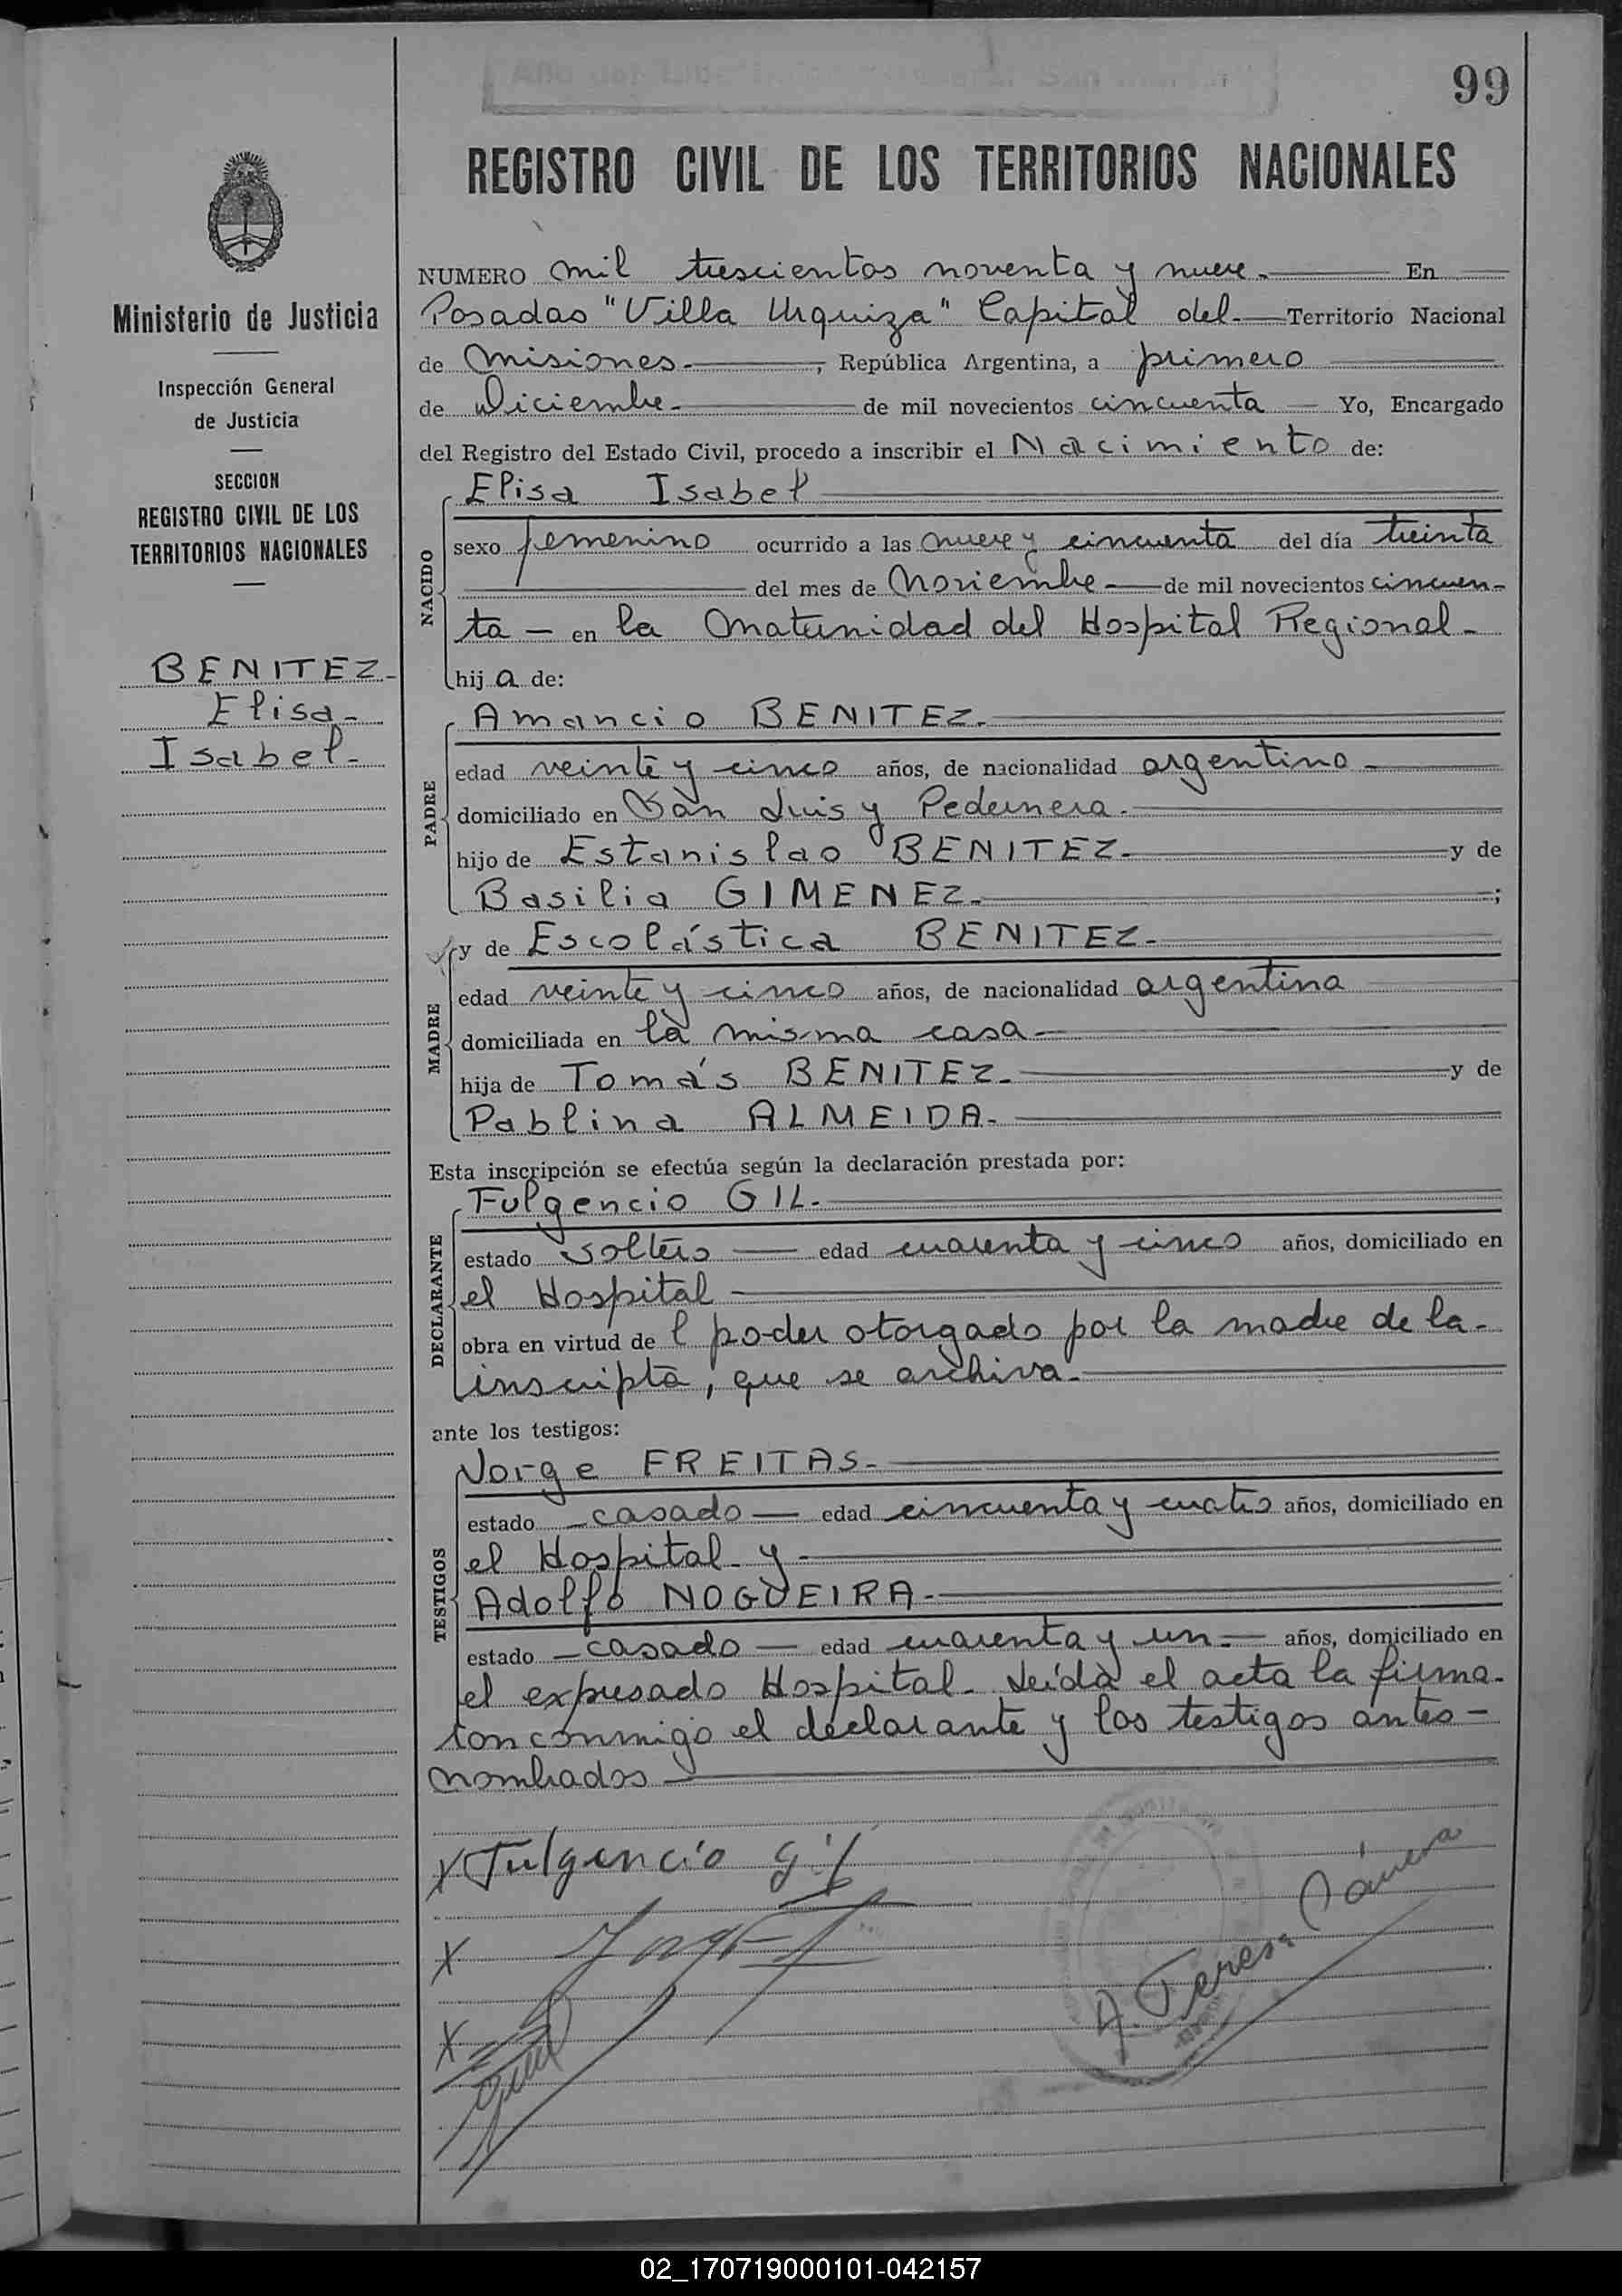 99
REGISTRO CIVIL DE LOS TERRITORIOS NACIONALES
Ministerio de Justicia
Inspección General
de Justicia
SECCION
REGISTRO CIVIL DE LOS
TERRITORIOS NACIONALES
BENITEZ-
Elisa-
Isabel-
NUMERO mil trescientos noventa y nueve. En
Posadas "Villa Urquiza" Capital del Territorio Nacional
de Misiones.-, República Argentina, a primero
de Diciembre- de mil novecientos cincuenta Yo, Encargado
del Registro del Estado Civil, procedo a inscribir el Nacimiento de:
NACIDO
Elisa Isabel
sexo femenino ocurrido a las nueve y cincuenta del día treinta
del mes de Noviembre de mil novecientos cincuen-
ta - en la Maternidad del Hospital Regional-
hij a de:
PADRE
Amancio BENITEZ.
edad veinte y cinco años, de nacionalidad argentino-
domiciliado en San Luis y Pedernera.
hijo de Estanislao BENITEZ. y de
Basilia GIMENEZ. ;
MADRE
y de Escolástica BENITEZ-
edad veinte y cinco años, de nacionalidad argentina
domiciliada en la misma casa
hija de Tomás BENITEZ- y de
Pablina ALMEIDA-
Esta inscripción se efectúa según la declaración prestada por:
DECLARANTE
Fulgencio GIL-
estado soltero edad cuarenta y cinco años, domiciliado en
el Hospital
obra en virtud de l poder otorgado por la madre de la-
inscripta, que se archiva-
ante los testigos:
TESTIGOS
Jorge FREITAS-
estado casado edad cincuenta y cuatro años, domiciliado en
el Hospital y
Adolfo NOGUEIRA-
estado casado edad cuarenta y un- años, domiciliado en
el expresado Hospital- Leída el acta la firma-
ron conmigo el declarante y los testigos antes-
nombrados
X Fulgencio Gil
X
X
A. Teresa
02_170719000101-042157